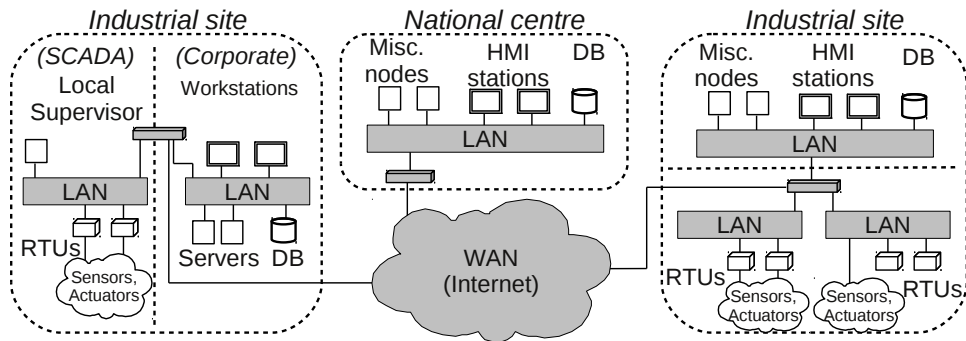 Industrial site
(SCADA)
(Corporate)
Local
Supervisor
Workstations
LAN
LAN
RTUs
Servers
DB
Sensors,
Actuators
National centre
Misc.
nodes
HMI
stations
DB
LAN
WAN
(Internet)
Industrial site
Misc.
nodes
HMI
stations
DB
LAN
LAN
LAN
RTUs
RTUs
Sensors,
Actuators
Sensors,
Actuators